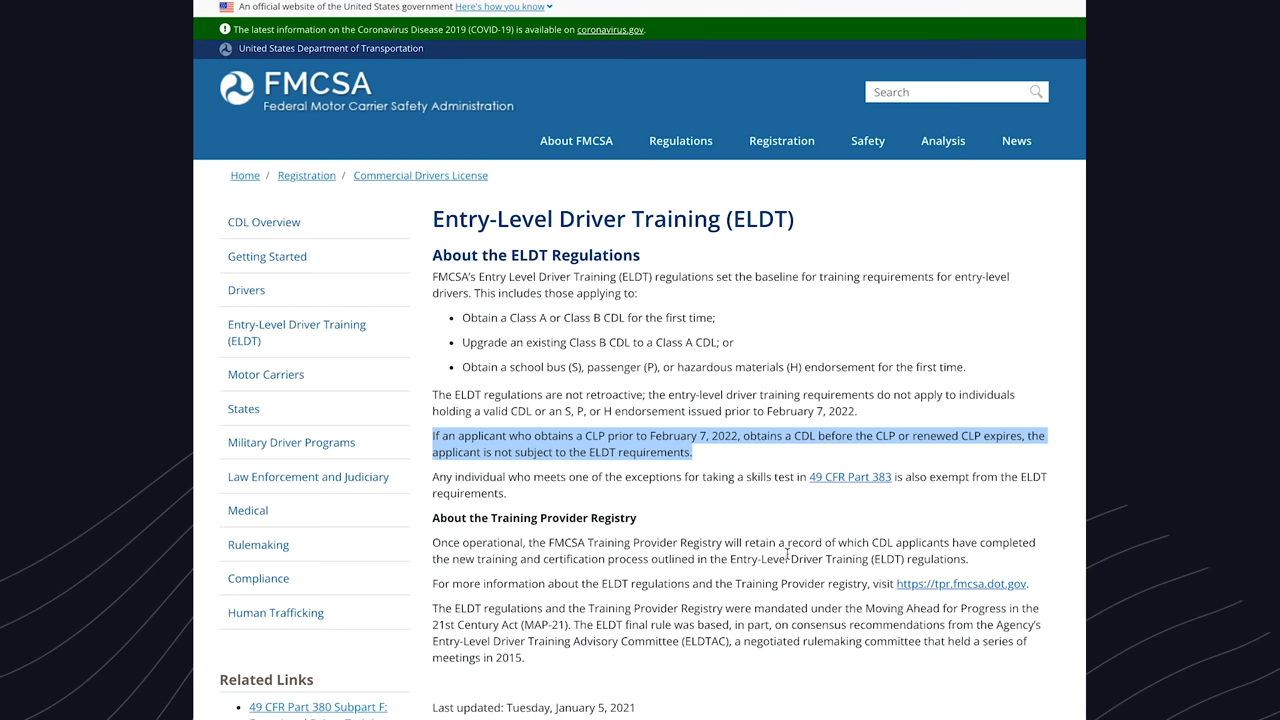 An official website of the United States government Here's how you know
The latest information on the Coronavirus Disease 2019 (COVID-19) is available on coronavirus.gov.
United States Department of Transportation
FMCSA
Federal Motor Carrier Safety Administration
Search
About FMCSA Regulations Registration Safety Analysis News
Home / Registration / Commercial Drivers License
CDL Overview
Getting Started
Drivers
Entry-Level Driver Training
(ELDT)
Motor Carriers
States
Military Driver Programs
Law Enforcement and Judiciary
Medical
Rulemaking
Compliance
Human Trafficking
Related Links
49 CFR Part 380 Subpart F:
Entry-Level Driver Training (ELDT)
About the ELDT Regulations
FMCSA's Entry Level Driver Training (ELDT) regulations set the baseline for training requirements for entry-level
drivers. This includes those applying to:
• Obtain a Class A or Class B CDL for the first time;
• Upgrade an existing Class B CDL to a Class A CDL; or
• Obtain a school bus (S), passenger (P), or hazardous materials (H) endorsement for the first time.
The ELDT regulations are not retroactive; the entry-level driver training requirements do not apply to individuals
holding a valid CDL or an S, P, or H endorsement issued prior to February 7, 2022.
If an applicant who obtains a CLP prior to February 7, 2022, obtains a CDL before the CLP or renewed CLP expires, the
applicant is not subject to the ELDT requirements.
Any individual who meets one of the exceptions for taking a skills test in 49 CFR Part 383 is also exempt from the ELDT
requirements.
About the Training Provider Registry
Once operational, the FMCSA Training Provider Registry will retain a record of which CDL applicants have completed
the new training and certification process outlined in the Entry-Level Driver Training (ELDT) regulations.
For more information about the ELDT regulations and the Training Provider registry, visit https://tpr.fmcsa.dot.gov.
The ELDT regulations and the Training Provider Registry were mandated under the Moving Ahead for Progress in the
21st Century Act (MAP-21). The ELDT final rule was based, in part, on consensus recommendations from the Agency's
Entry-Level Driver Training Advisory Committee (ELDTAC), a negotiated rulemaking committee that held a series of
meetings in 2015.
Last updated: Tuesday, January 5, 2021